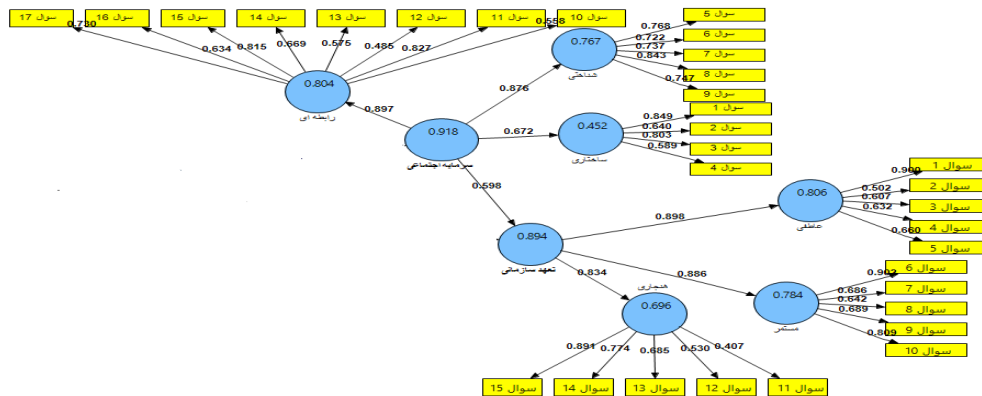 سوال 17
سوال 16
سوال 15
سوال 14
سوال 13
سوال 12
سوال 11
سوال 10
0.730
0.634
0.815
0.669
0.575
0.485
0.827
0.558
0.804
رابطه ای
0.897
0.918
سرمایه اجتماعی
0.876
0.767
شناختی
0.768
0.722
0.737
0.843
0.747
سوال 5
سوال 6
سوال 7
سوال 8
سوال 9
0.672
0.452
ساختاری
0.849
0.640
0.803
0.589
سوال 1
سوال 2
سوال 3
سوال 4
0.598
0.894
تعهد سازمانی
0.898
0.806
عاطفی
0.900
0.502
0.607
0.632
0.660
سوال 1
سوال 2
سوال 3
سوال 4
سوال 5
0.886
0.784
مستمر
0.902
0.686
0.642
0.689
0.809
سوال 6
سوال 7
سوال 8
سوال 9
سوال 10
0.834
هنجاری
0.696
0.891
0.774
0.685
0.530
0.407
سوال 15
سوال 14
سوال 13
سوال 12
سوال 11